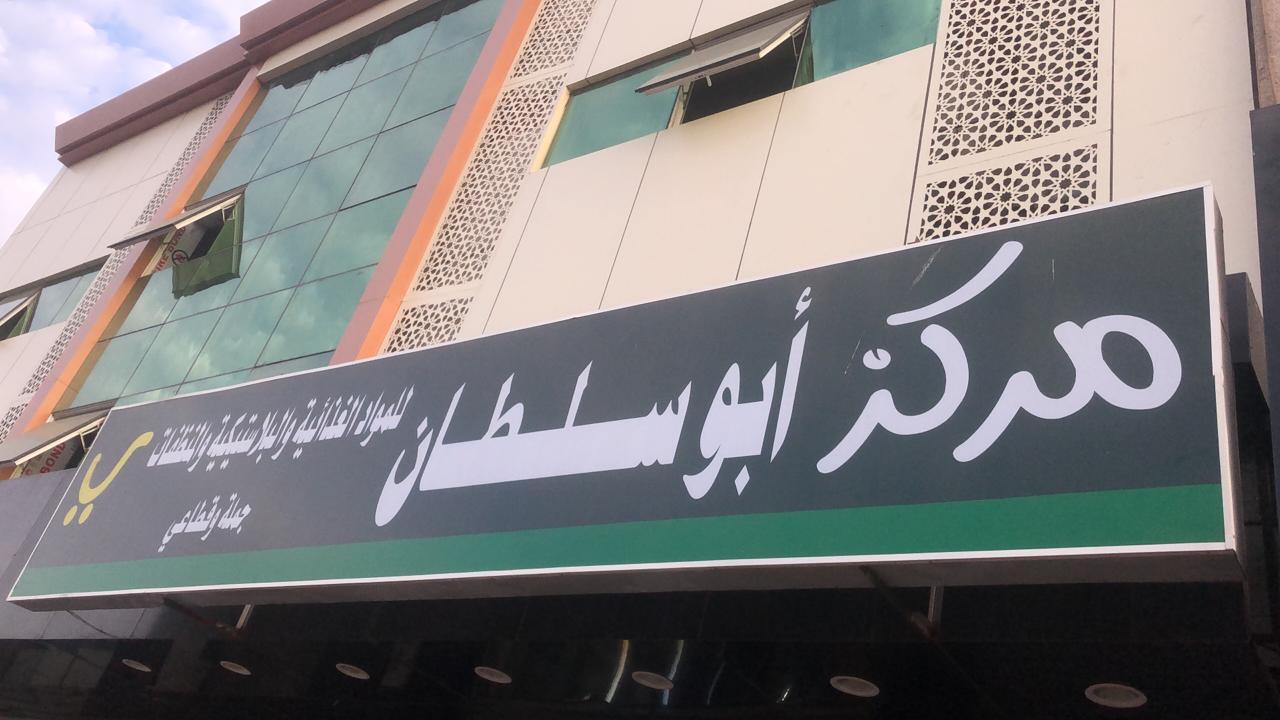 مركز أبو سلطان
للمواد الغذائية والبلاستيكية والمنظفات
جملة وقطاعي